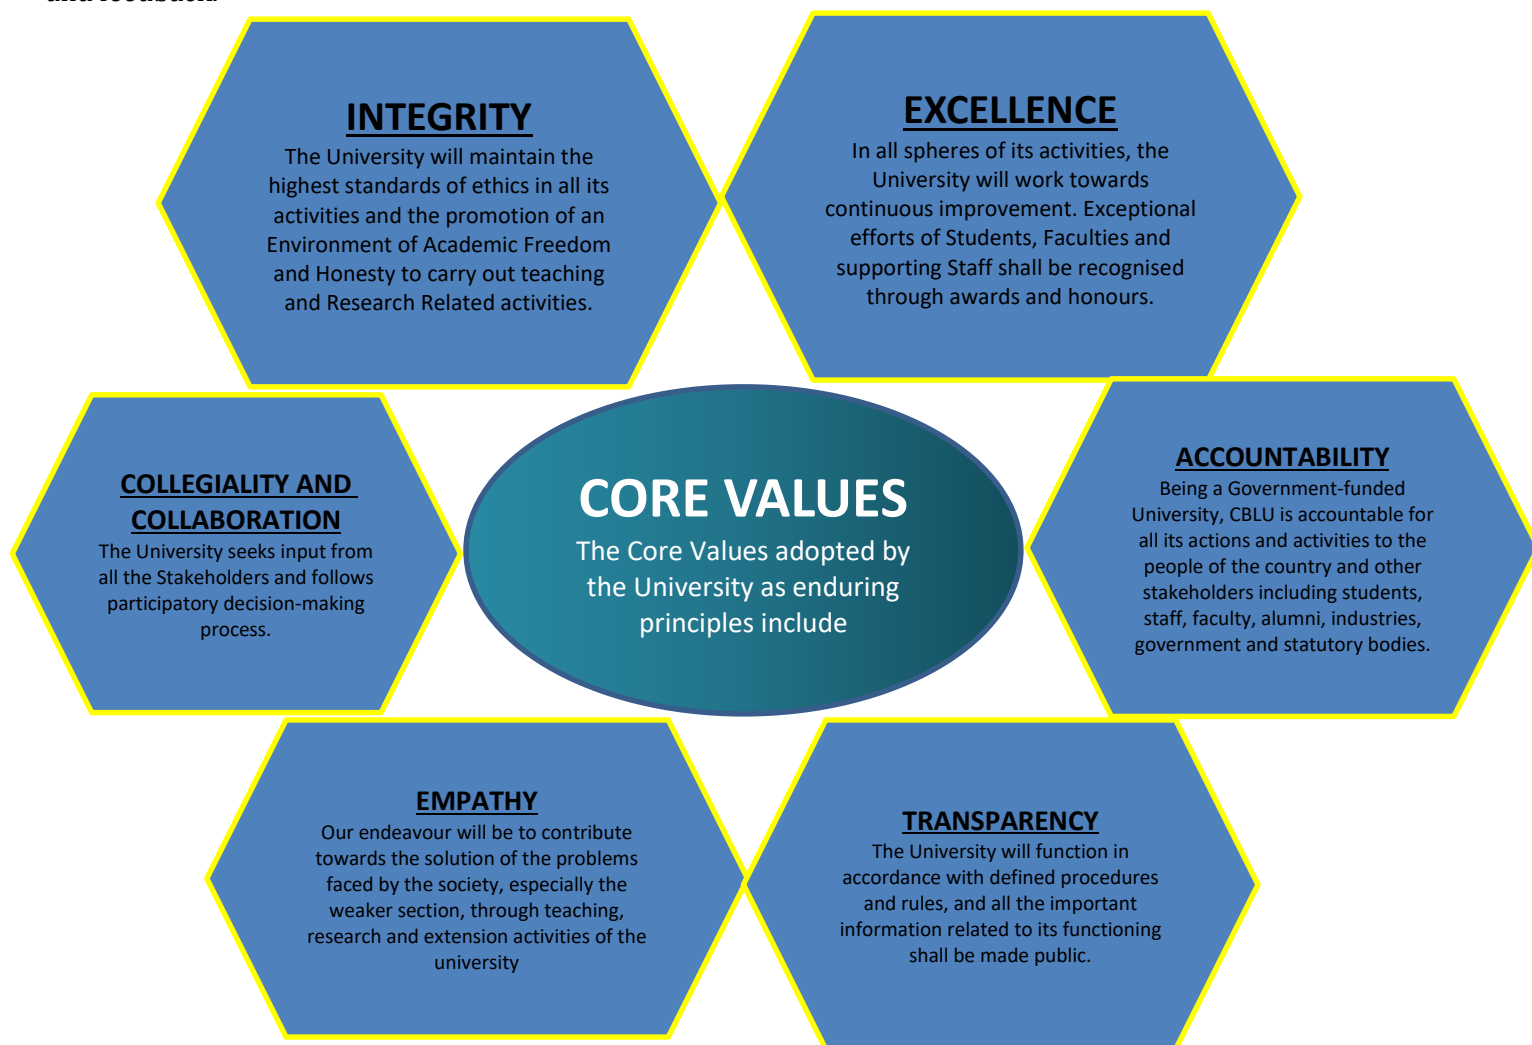 and feedback.
INTEGRITY
The University will maintain the
highest standards of ethics in all its
activities and the promotion of an
Environment of Academic Freedom
and Honesty to carry out teaching
and Research Related activities.
EXCELLENCE
In all spheres of its activities, the
University will work towards
continuous improvement. Exceptional
efforts of Students, Faculties and
supporting Staff shall be recognised
through awards and honours.
COLLEGIALITY AND
COLLABORATION
The University seeks input from
all the Stakeholders and follows
participatory decision-making
process.
CORE VALUES
The Core Values adopted by
the University as enduring
principles include
ACCOUNTABILITY
Being a Government-funded
University, CBLU is accountable for
all its actions and activities to the
people of the country and other
stakeholders including students,
staff, faculty, alumni, industries,
government and statutory bodies.
EMPATHY
Our endeavour will be to contribute
towards the solution of the problems
faced by the society, especially the
weaker section, through teaching,
research and extension activities of the
university
TRANSPARENCY
The University will function in
accordance with defined procedures
and rules, and all the important
information related to its functioning
shall be made public.